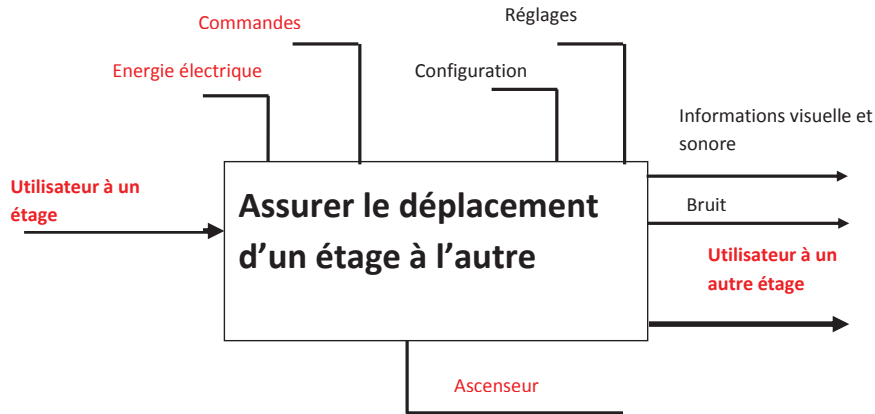 Réglages
Commandes
Energie électrique
Configuration
Informations visuelle et
sonore
Utilisateur à un
étage
Assurer le déplacement
d’un étage à l’autre
Bruit
Utilisateur à un
autre étage
Ascenseur